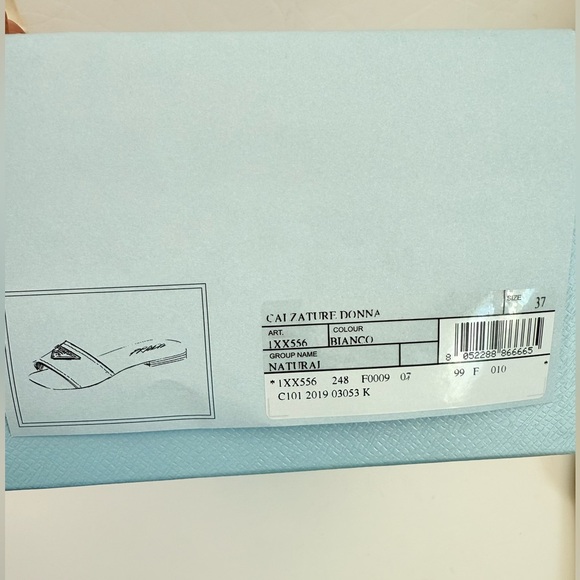 CALZATURE DONNA
SIZE 37
ART. 1XX556
COLOUR BIANCO
GROUP NAME
NATURAL
8 052288 866665
* 1XX556 248 F0009 07 99 F 010 *
C101 2019 03053 K
PRADA